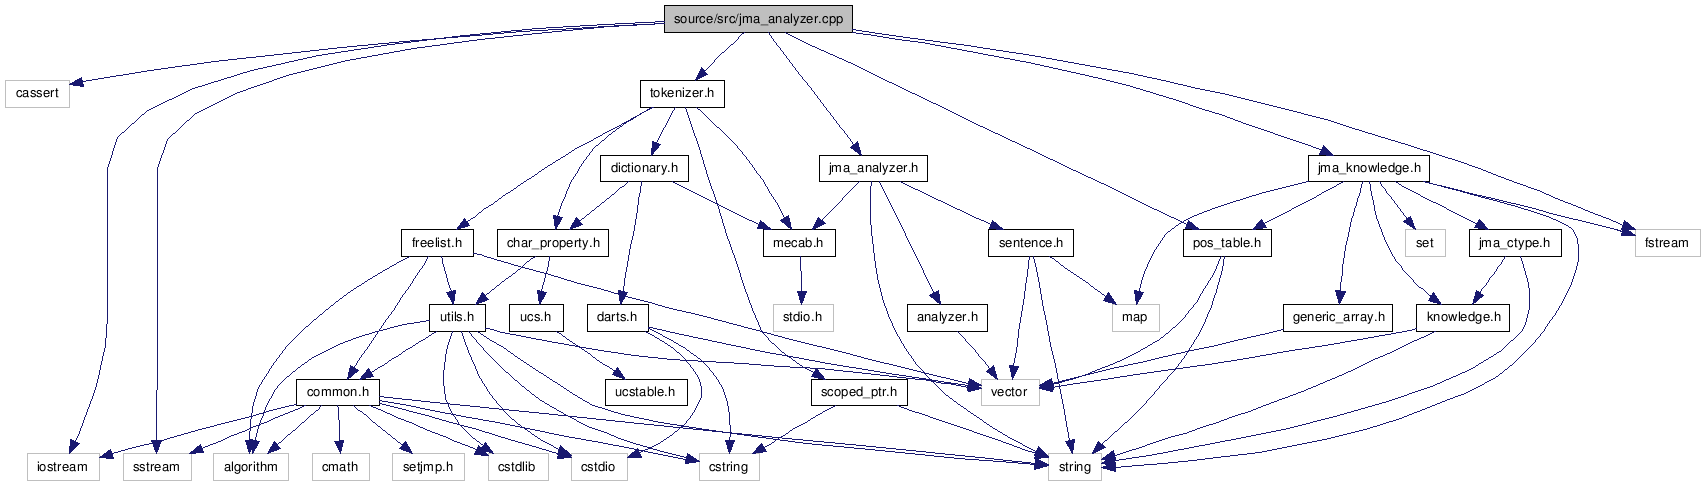 source/src/jma_analyzer.cpp
cassert
tokenizer.h
dictionary.h
jma_analyzer.h
jma_knowledge.h
freelist.h
char_property.h
mecab.h
sentence.h
pos_table.h
set
jma_ctype.h
fstream
utils.h
ucs.h
darts.h
stdio.h
analyzer.h
map
generic_array.h
knowledge.h
common.h
ucstable.h
scoped_ptr.h
vector
iostream
sstream
algorithm
cmath
setjmp.h
cstdlib
cstdio
cstring
string